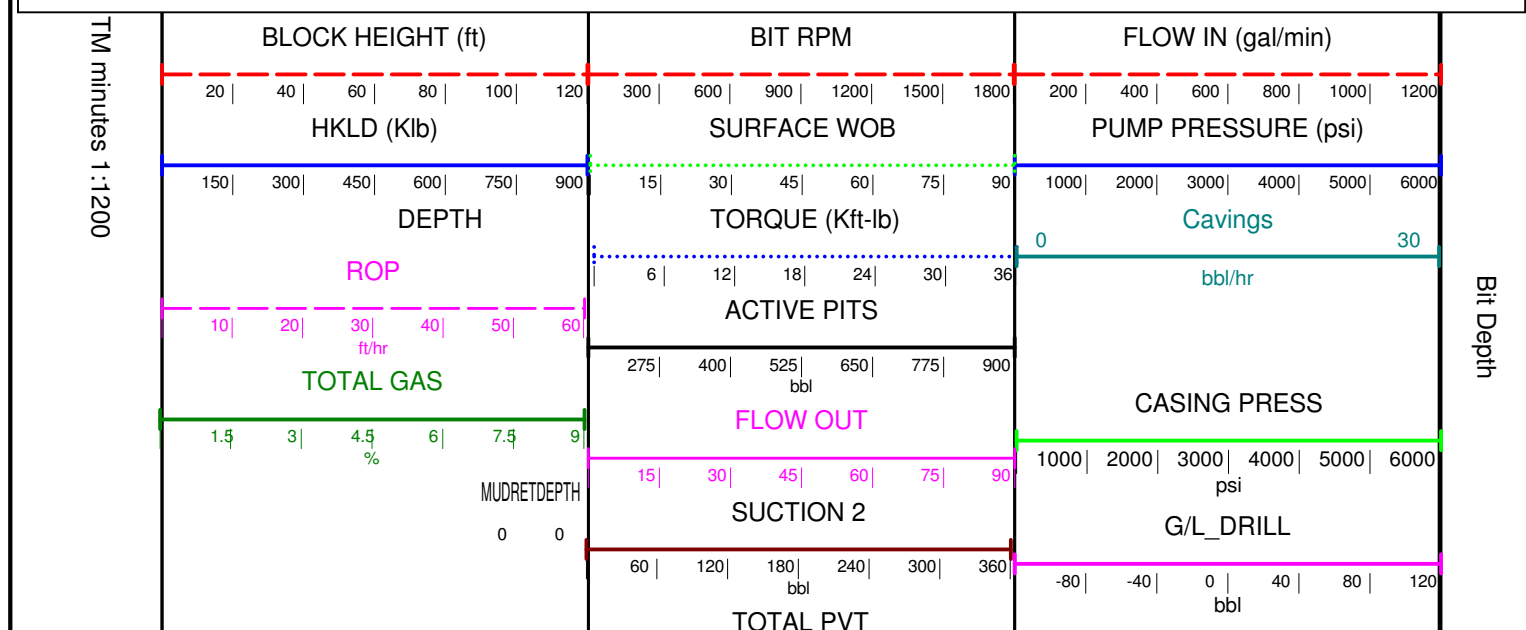 TM minutes 1:1200
BLOCK HEIGHT (ft)
20 40 60 80 100 120
HKLD (Klb)
150 300 450 600 750 900
DEPTH
ROP
10 20 30 40 50 60
ft/hr
TOTAL GAS
1.5 3 4.5 6 7.5 9
%
MUDRETDEPTH
0 0
BIT RPM
300 600 900 1200 1500 1800
SURFACE WOB
15 30 45 60 75 90
TORQUE (Kft-lb)
6 12 18 24 30 36
ACTIVE PITS
275 400 525 650 775 900
bbl
FLOW OUT
15 30 45 60 75 90
SUCTION 2
60 120 180 240 300 360
bbl
TOTAL PVT
FLOW IN (gal/min)
200 400 600 800 1000 1200
PUMP PRESSURE (psi)
1000 2000 3000 4000 5000 6000
Cavings
0 30
bbl/hr
CASING PRESS
1000 2000 3000 4000 5000 6000
psi
G/L_DRILL
-80 -40 0 40 80 120
bbl
Bit Depth